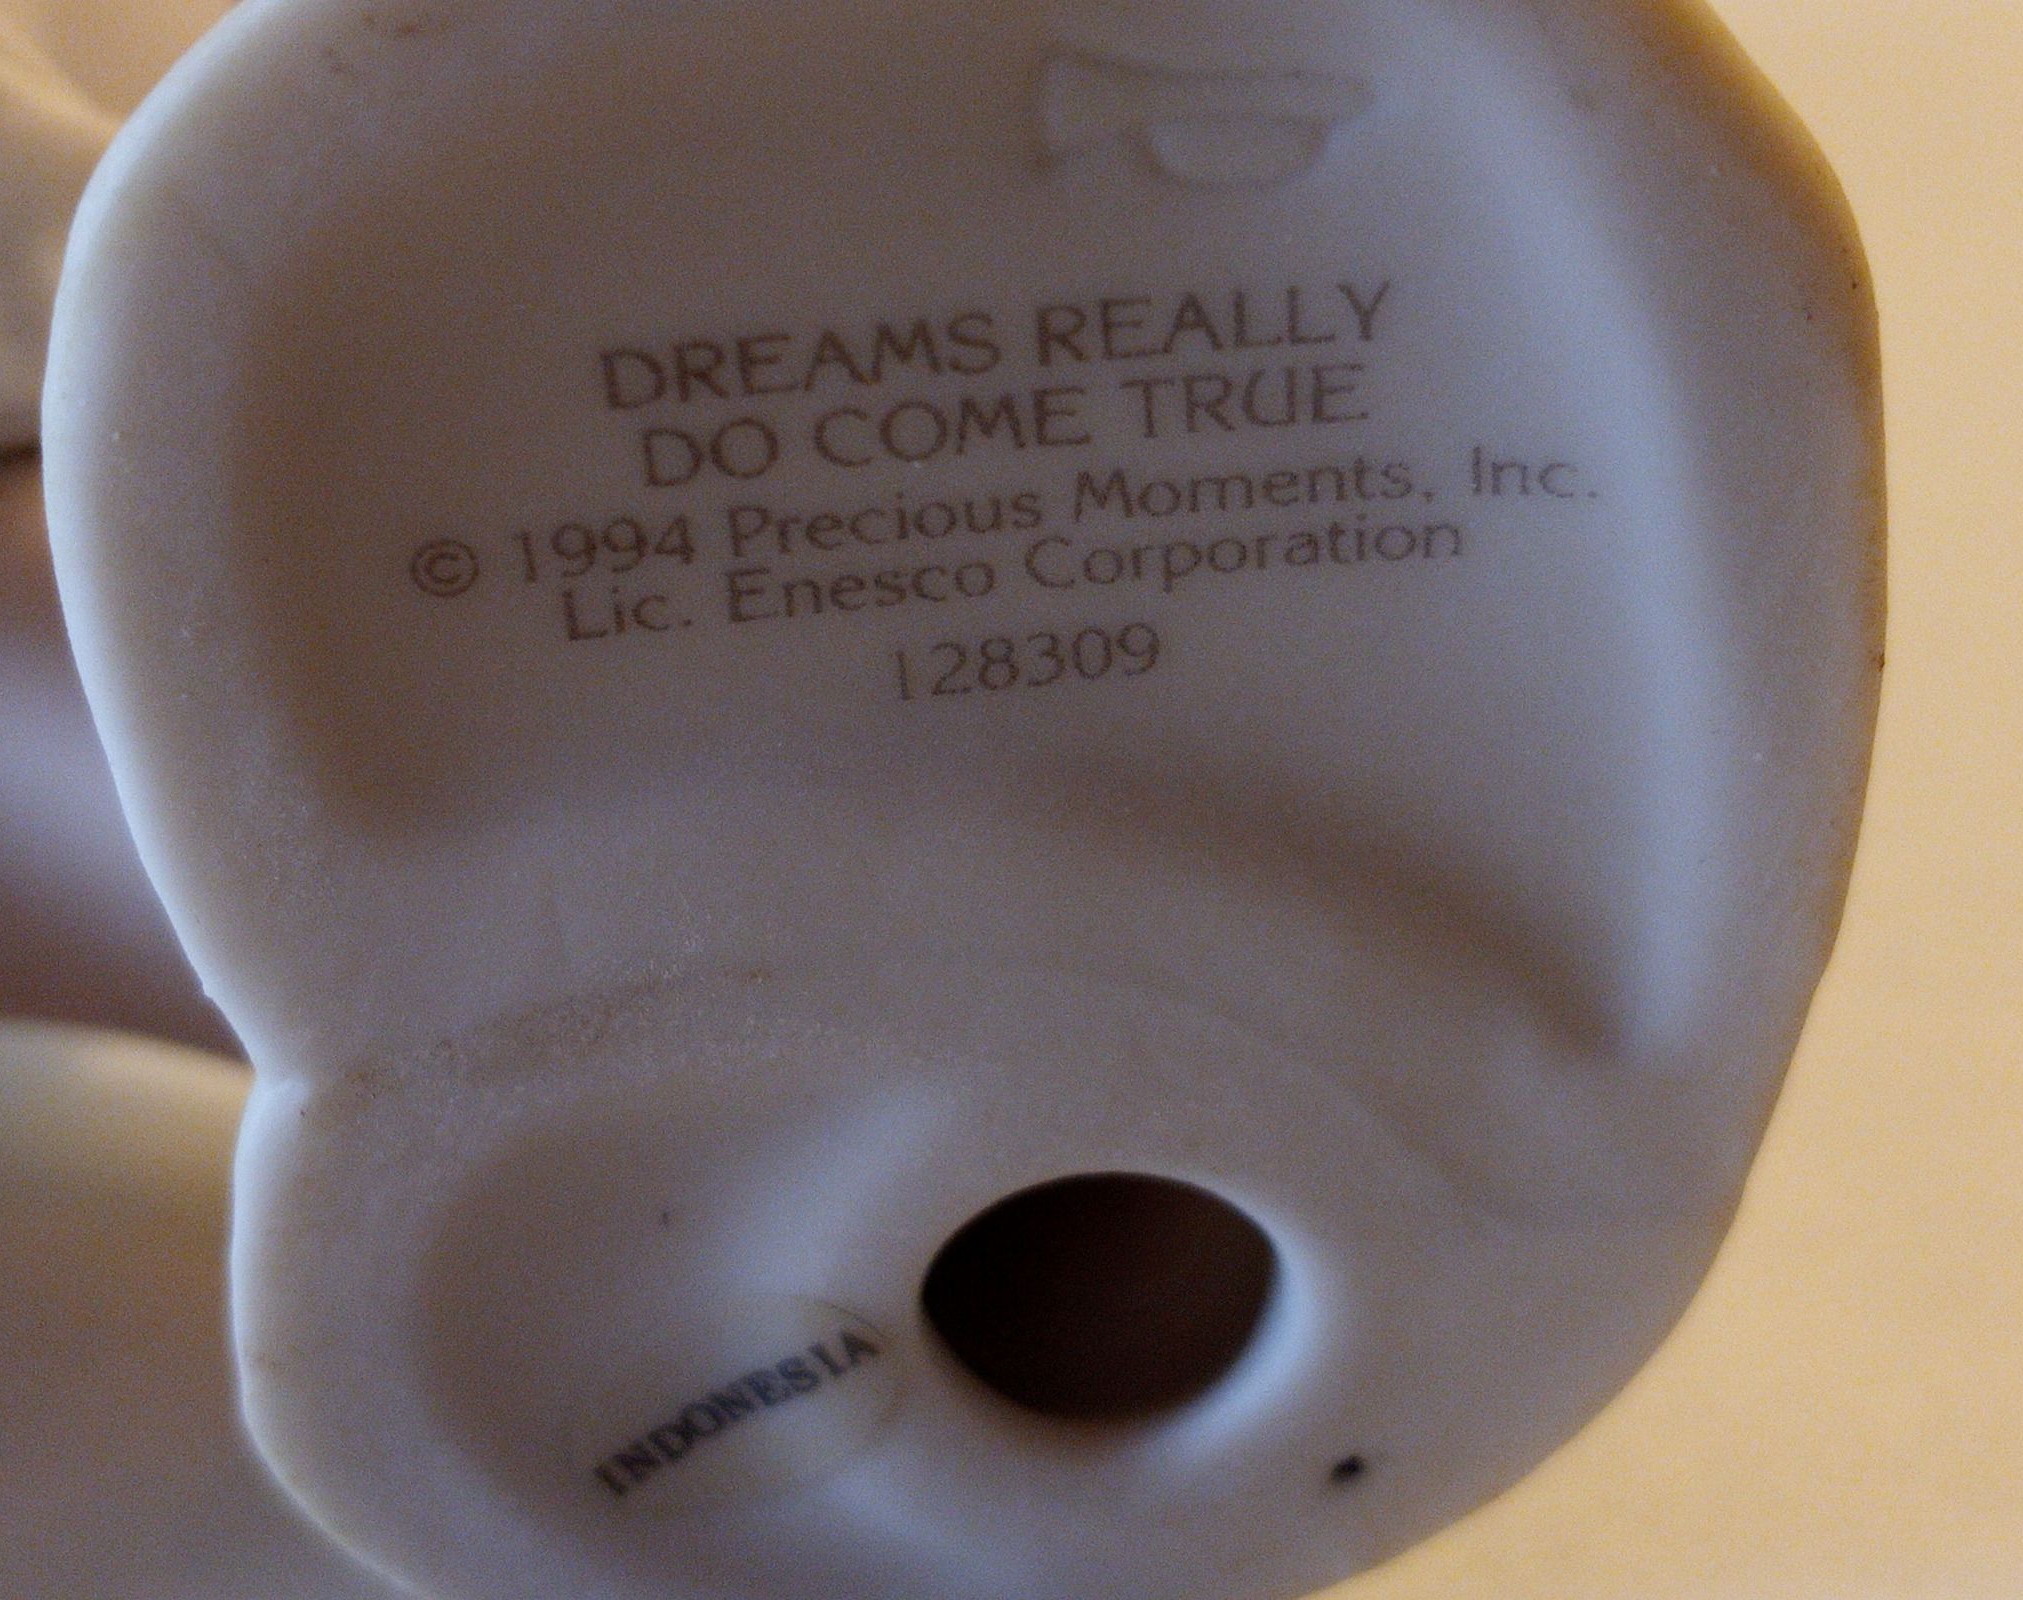 DREAMS REALLY
DO COME TRUE
© 1994 Precious Moments, Inc.
Lic. Enesco Corporation
128309
INDONESIA